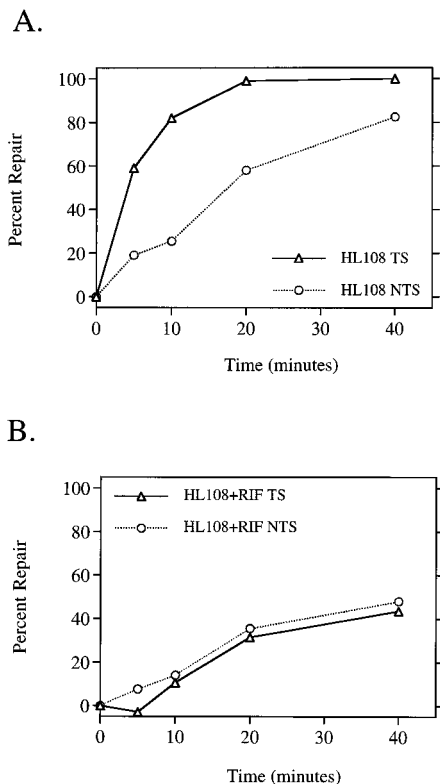 A.
100
80
60
40
20
0
Percent Repair
HL108 TS
HL108 NTS
0 10 20 30 40
Time (minutes)
B.
100
80
60
40
20
0
Percent Repair
HL108+RIF TS
HL108+RIF NTS
0 10 20 30 40
Time (minutes)